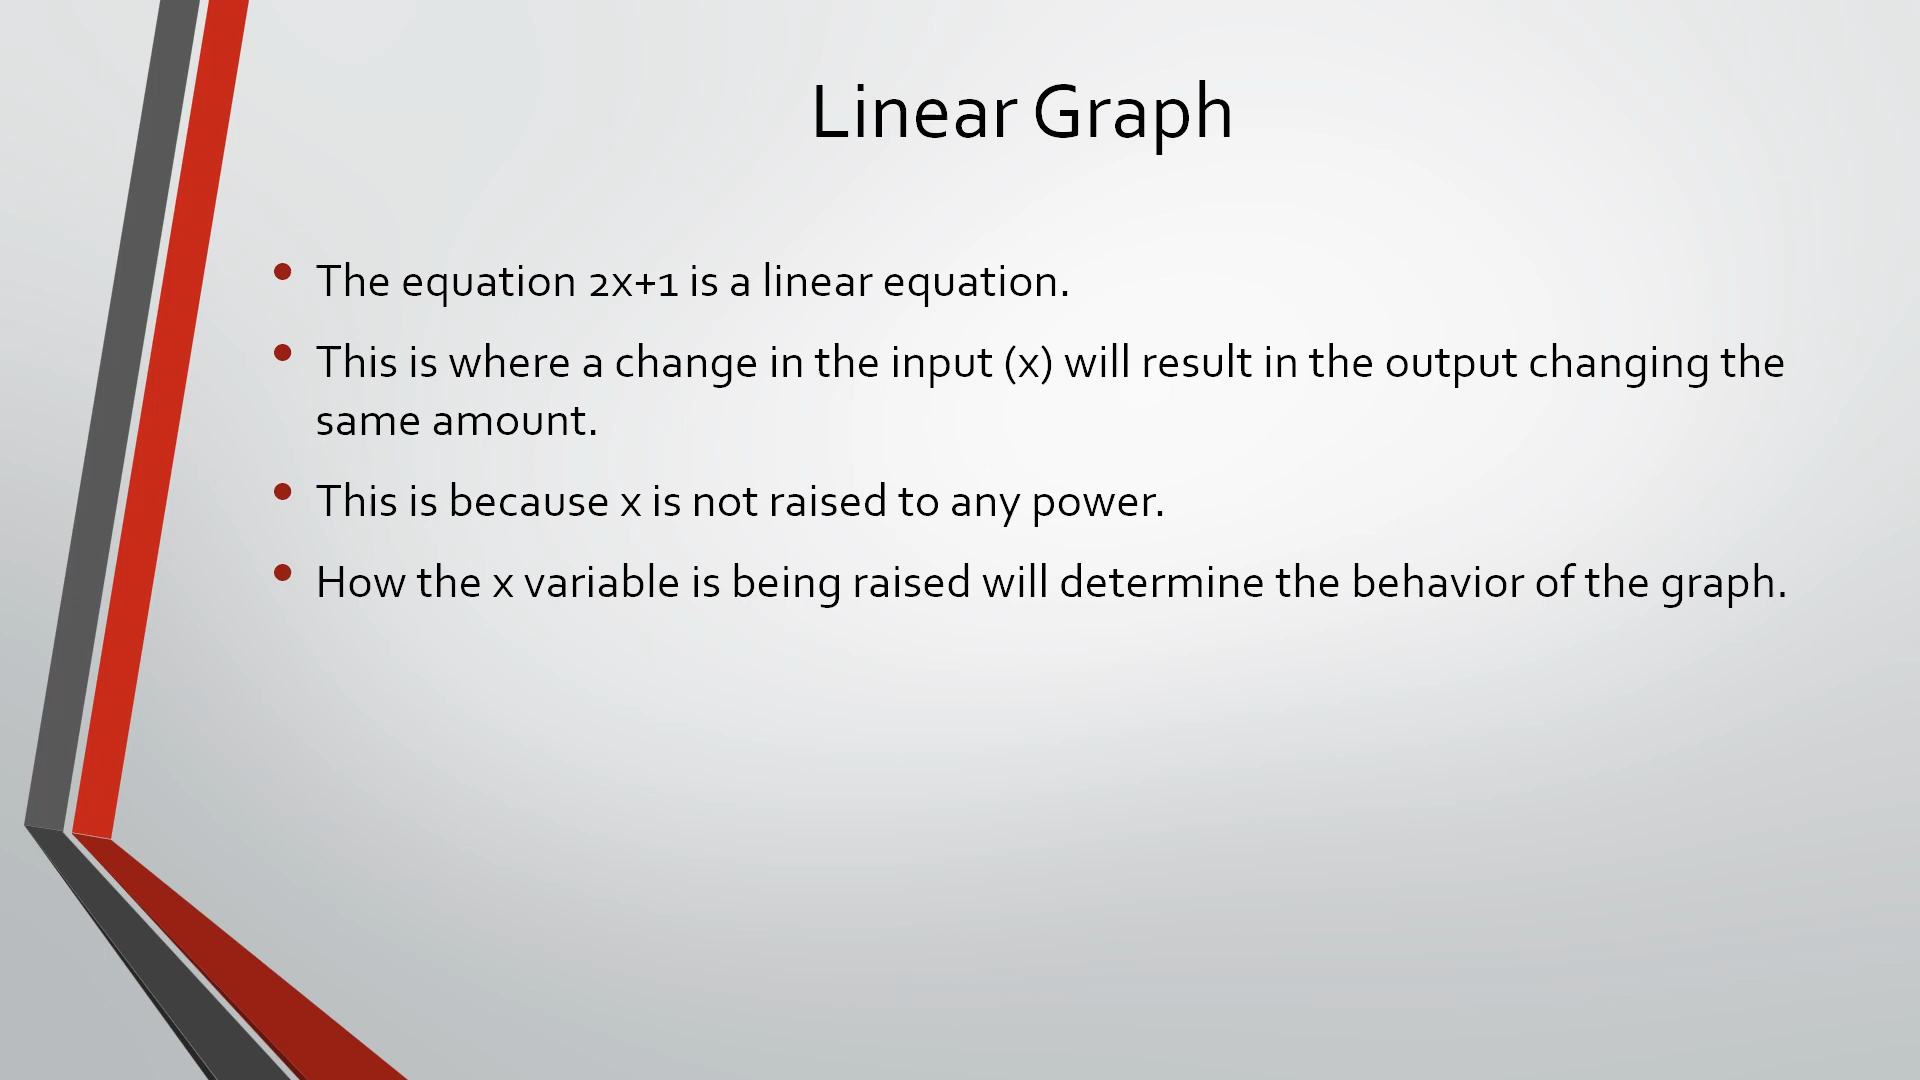 Linear Graph
• The equation 2x+1 is a linear equation.
• This is where a change in the input (x) will result in the output changing the
same amount.
• This is because x is not raised to any power.
• How the x variable is being raised will determine the behavior of the graph.